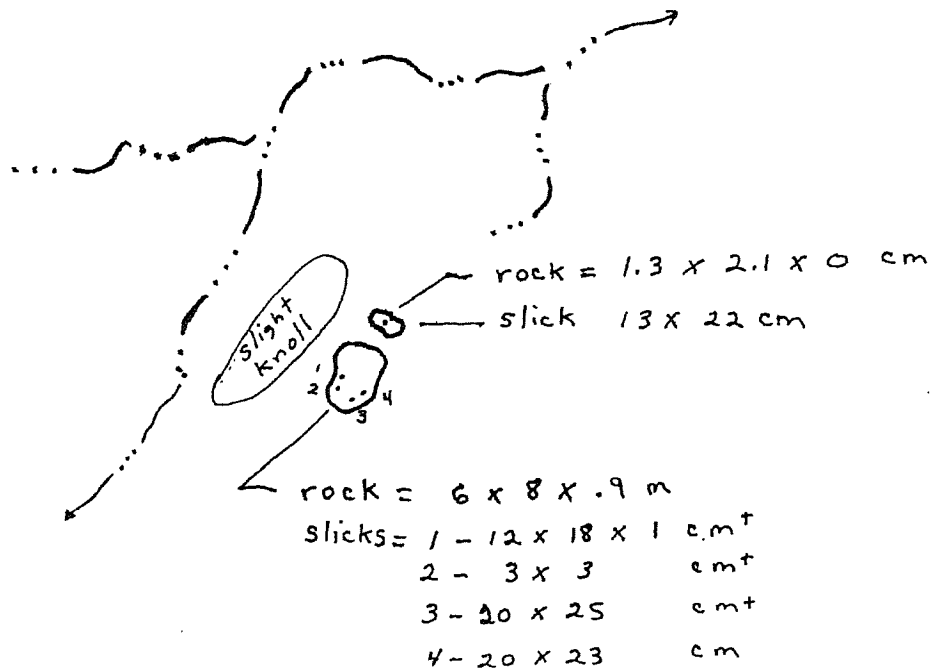 rock = 1.3 x 2.1 x 0 cm
slick 13 x 22 cm
slight
knoll
1
2
3
4
rock = 6 x 8 x .9 m
slicks = 1 - 12 x 18 x 1 cm+
2 - 3 x 3 cm+
3 - 20 x 25 cm+
4 - 20 x 23 cm